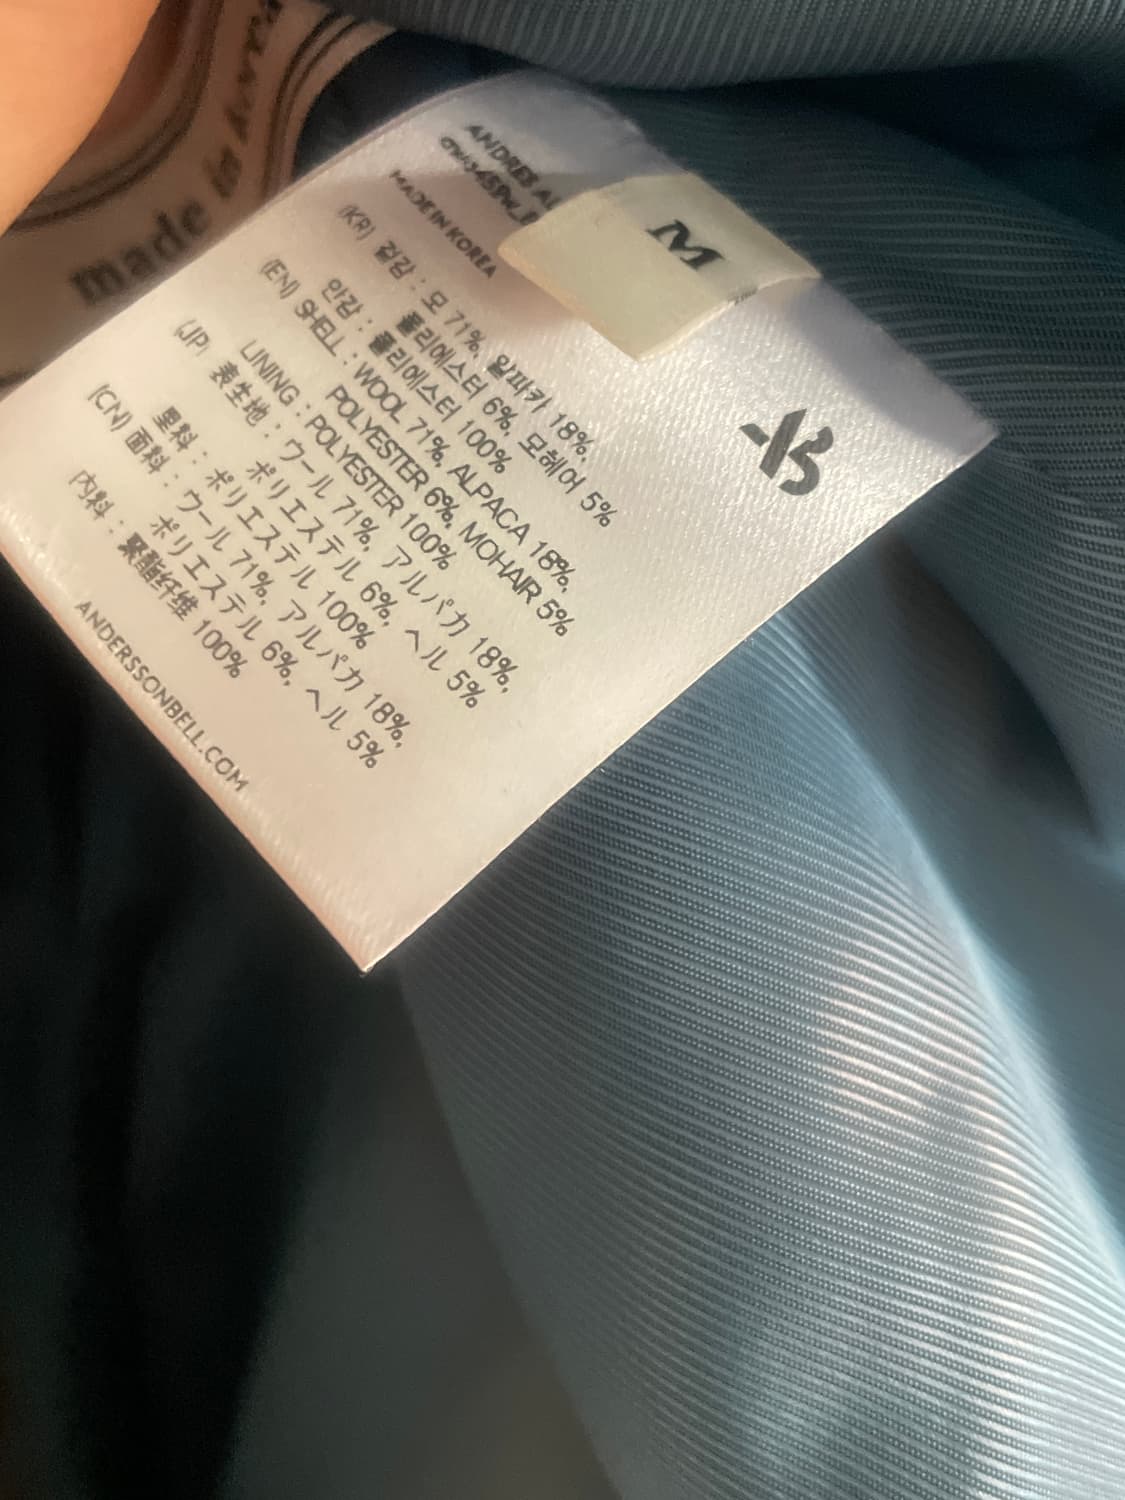 made in
M
ANDRES
MADE IN KOREA
(KR) 겉감 : 모 71%, 알파카 18%,
폴리에스터 6%, 모헤어 5%
안감 : 폴리에스터 100%
(EN) SHELL : WOOL 71%, ALPACA 18%,
POLYESTER 6%, MOHAIR 5%
LINING : POLYESTER 100%
(JP) 表生地 : ウール 71%, アルパカ 18%,
ポリエステル 6%, ヘル 5%
里料 : ポリエステル 100%
(CN) 面料 : ウール 71%, アルパカ 18%,
ポリエステル 6%, ヘル 5%
内料 : 聚酯纤维 100%
ANDERSSONBELL.COM